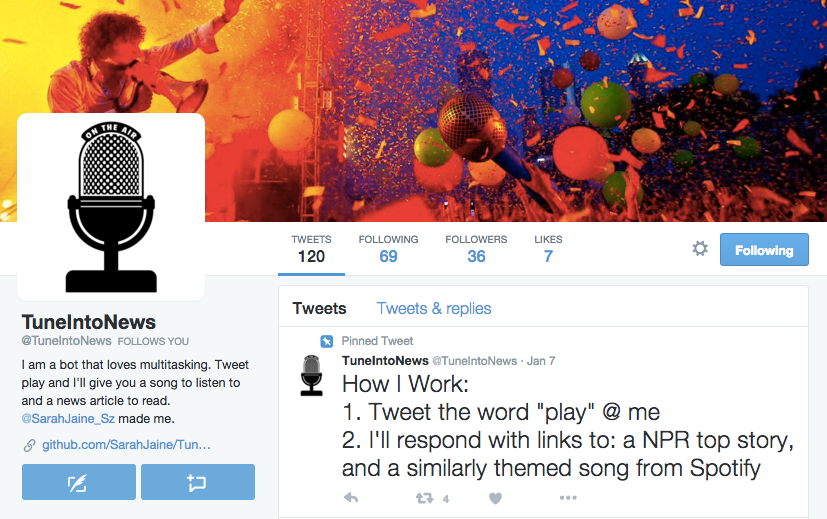 ON THE AIR
TWEETS FOLLOWING FOLLOWERS LIKES
120 69 36 7
Following
TuneIntoNews
@TuneIntoNews FOLLOWS YOU
I am a bot that loves multitasking. Tweet
play and I'll give you a song to listen to
and a news article to read.
@SarahJaine_Sz made me.
github.com/SarahJaine/Tun…
Tweets Tweets & replies
Pinned Tweet
TuneIntoNews @TuneIntoNews · Jan 7
How I Work:
1. Tweet the word "play" @ me
2. I'll respond with links to: a NPR top story,
and a similarly themed song from Spotify
4